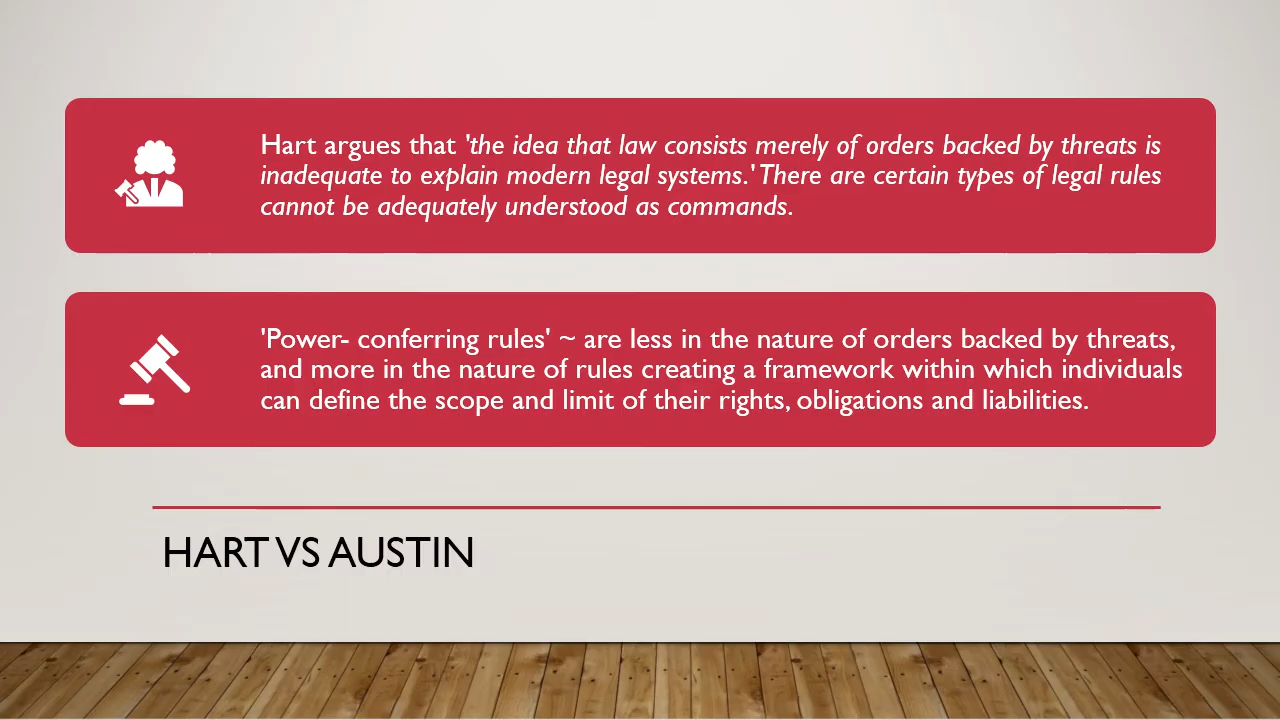 Hart argues that 'the idea that law consists merely of orders backed by threats is
inadequate to explain modern legal systems.' There are certain types of legal rules
cannot be adequately understood as commands.
'Power- conferring rules' ~ are less in the nature of orders backed by threats,
and more in the nature of rules creating a framework within which individuals
can define the scope and limit of their rights, obligations and liabilities.
HART VS AUSTIN